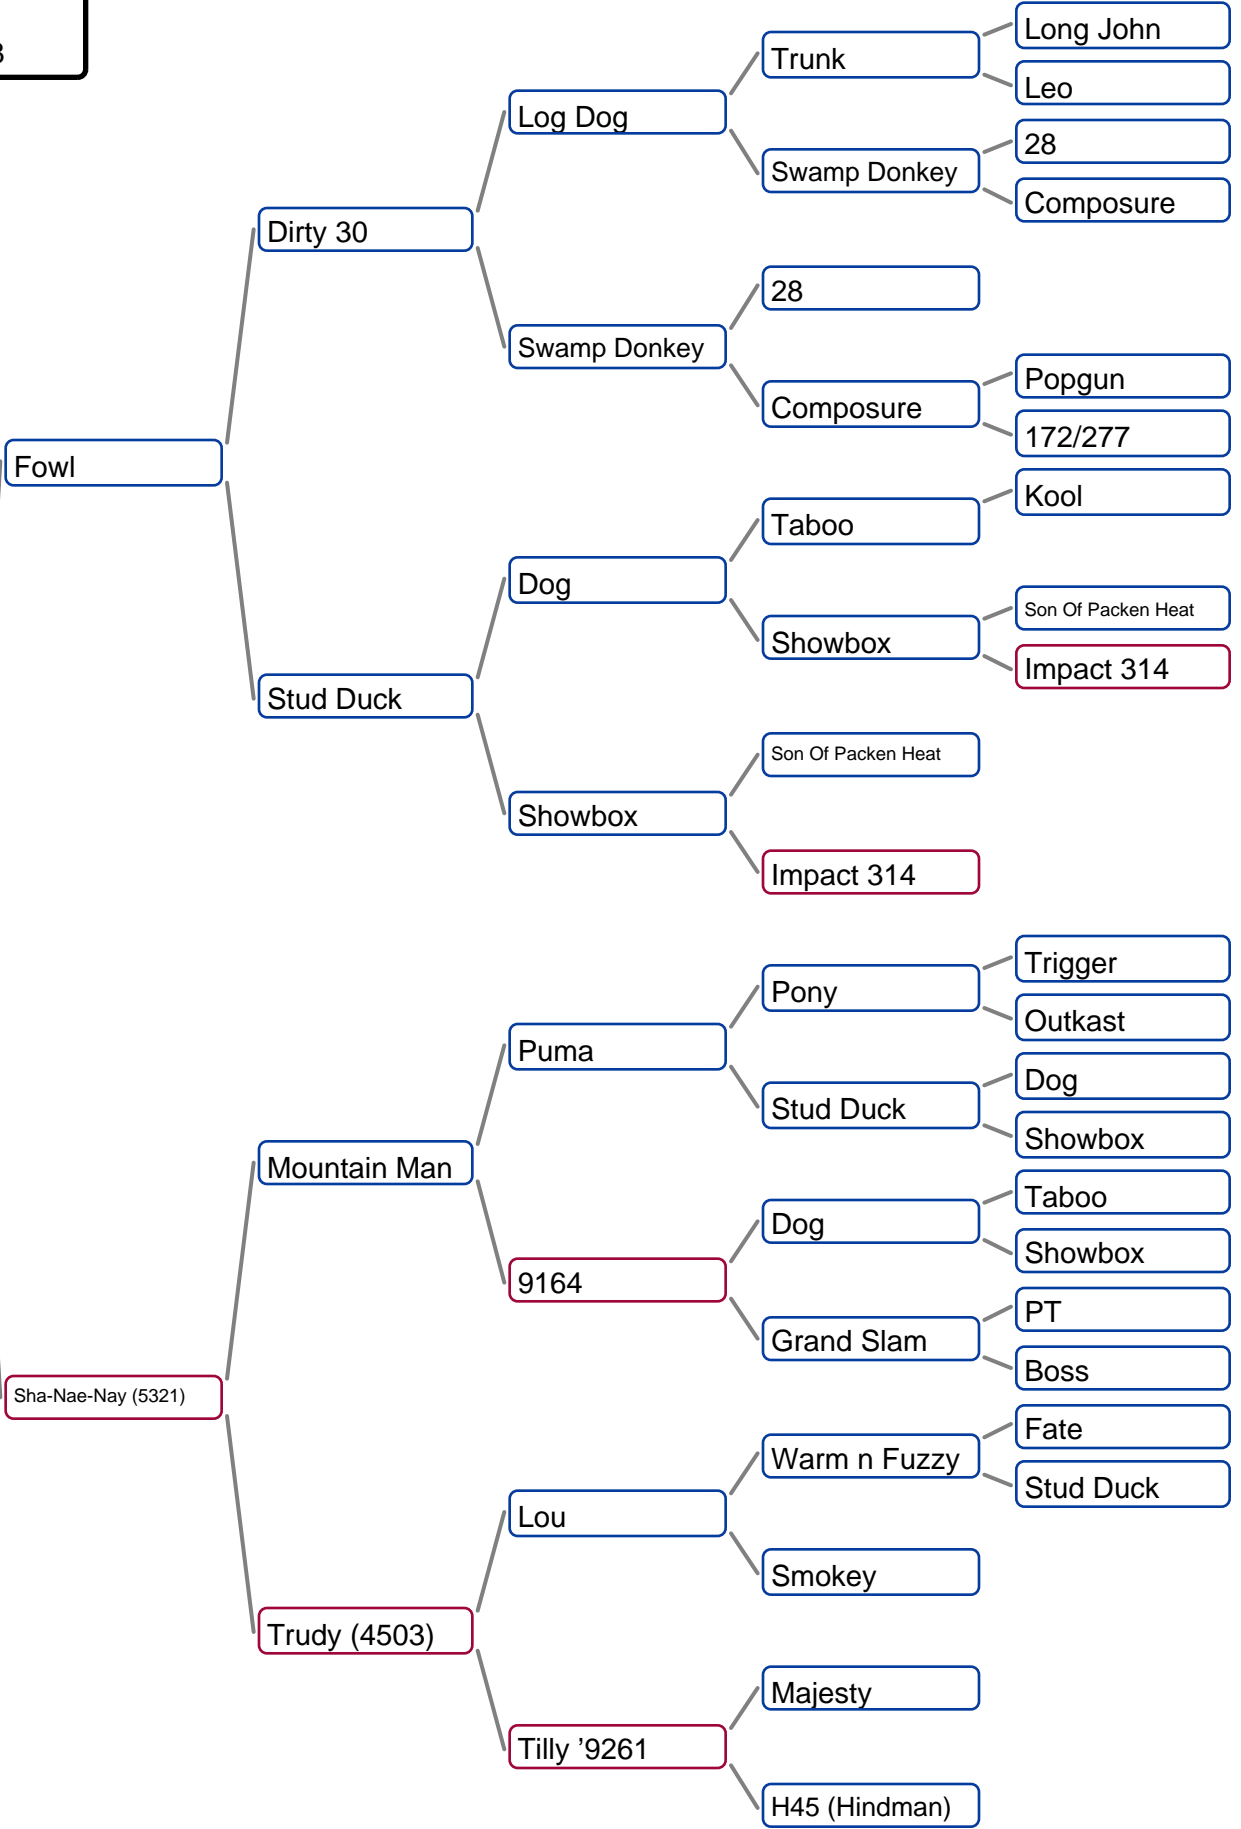 Long John
Trunk
Leo
Log Dog
28
Swamp Donkey
Composure
Dirty 30
28
Swamp Donkey
Popgun
Composure
172/277
Fowl
Kool
Taboo
Dog
Son Of Packen Heat
Showbox
Impact 314
Stud Duck
Son Of Packen Heat
Showbox
Impact 314
Trigger
Pony
Outkast
Puma
Dog
Stud Duck
Showbox
Mountain Man
Taboo
Dog
Showbox
9164
PT
Grand Slam
Boss
Sha-Nae-Nay (5321)
Fate
Warm n Fuzzy
Stud Duck
Lou
Smokey
Trudy (4503)
Majesty
Tilly ’9261
H45 (Hindman)